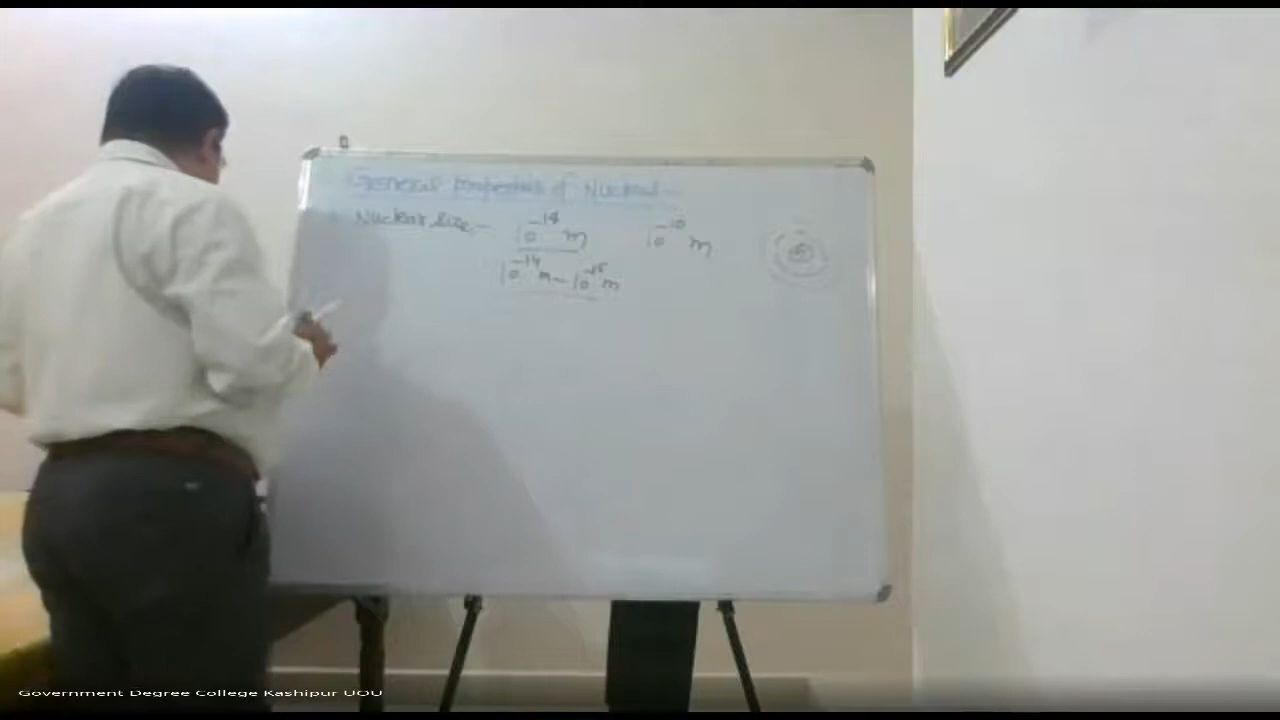 General properties of Nucleus -
Nuclear size - 10⁻¹⁴ m 10⁻¹⁰ m
10⁻¹⁴ m - 10⁻¹⁵ m
Government Degree College Kashipur UOU